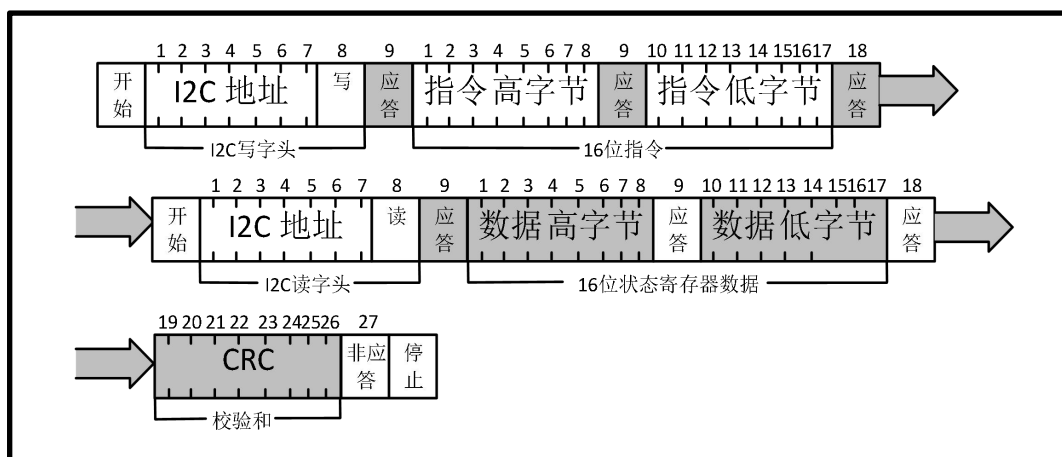 1 2 3 4 5 6 7 8 9 1 2 3 4 5 6 7 8 9 10 11 12 13 14 15 16 17 18
开始 I2C 地址 写 应答 指令高字节 应答 指令低字节 应答
I2C写字头 16位指令
1 2 3 4 5 6 7 8 9 1 2 3 4 5 6 7 8 9 10 11 12 13 14 15 16 17 18
开始 I2C 地址 读 应答 数据高字节 应答 数据低字节 应答
I2C读字头 16位状态寄存器数据
19 20 21 22 23 24 25 26 27
CRC 非应答 停止
校验和